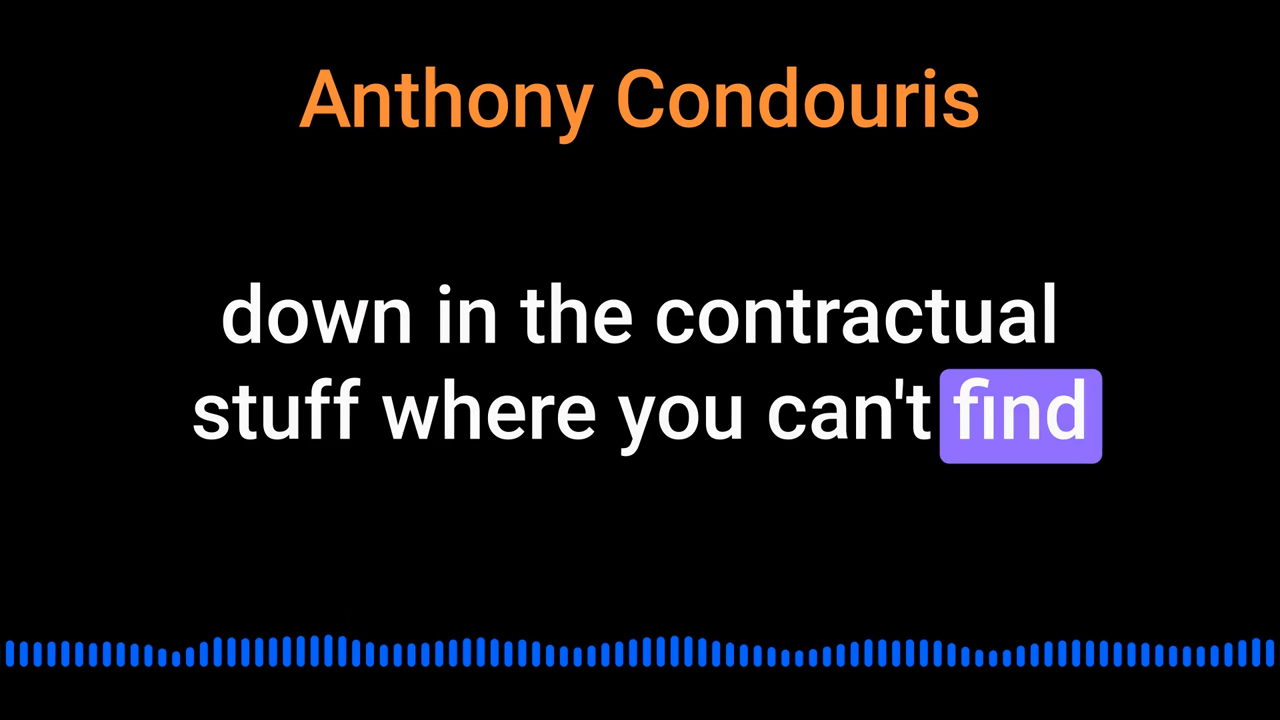 Anthony Condouris
down in the contractual
stuff where you can't find